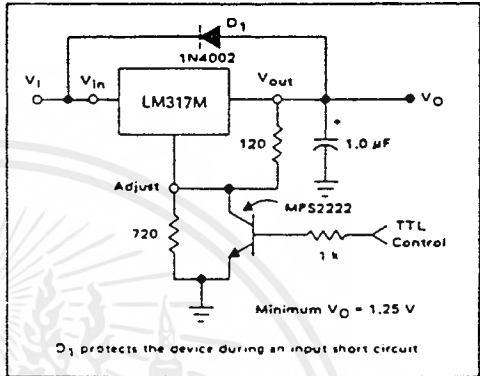 D1
1N4002
VI
Vin
LM317M
Vout
VO
120
1.0 µF
+
Adjust
MPS2222
720
1 k
TTL
Control
Minimum VO = 1.25 V
D1 protects the device during an input short circuit